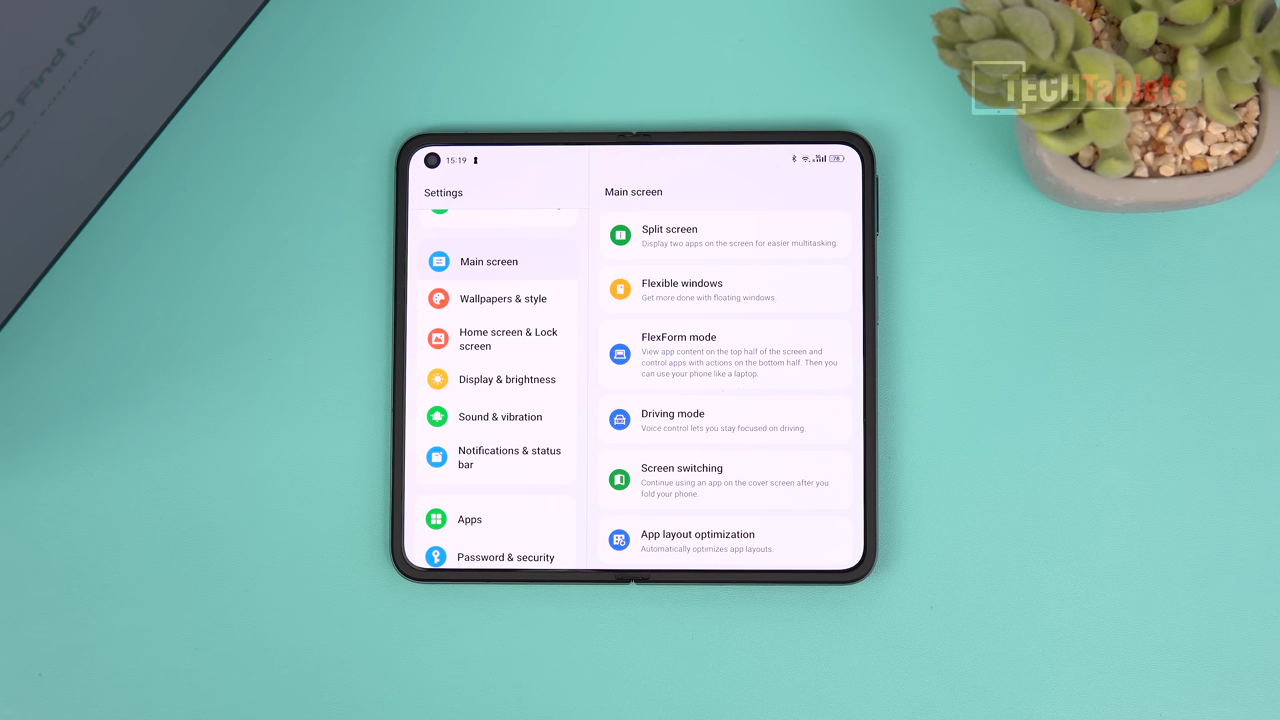 O Find N2
TECHTablets
15:19
78
Settings
Main screen
Wallpapers & style
Home screen & Lock
screen
Display & brightness
Sound & vibration
Notifications & status
bar
Apps
Password & security
Main screen
Split screen
Display two apps on the screen for easier multitasking.
Flexible windows
Get more done with floating windows.
FlexForm mode
View app content on the top half of the screen and
control apps with actions on the bottom half. Then you
can use your phone like a laptop.
Driving mode
Voice control lets you stay focused on driving.
Screen switching
Continue using an app on the cover screen after you
fold your phone.
App layout optimization
Automatically optimizes app layouts.